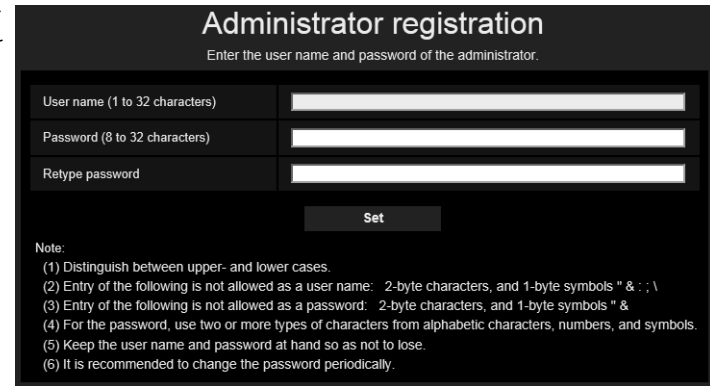 Administrator registration
Enter the user name and password of the administrator.
User name (1 to 32 characters)
Password (8 to 32 characters)
Retype password
Set
Note:
(1) Distinguish between upper- and lower cases.
(2) Entry of the following is not allowed as a user name:   2-byte characters, and 1-byte symbols " & : ; \
(3) Entry of the following is not allowed as a password:   2-byte characters, and 1-byte symbols " &
(4) For the password, use two or more types of characters from alphabetic characters, numbers, and symbols.
(5) Keep the user name and password at hand so as not to lose.
(6) It is recommended to change the password periodically.